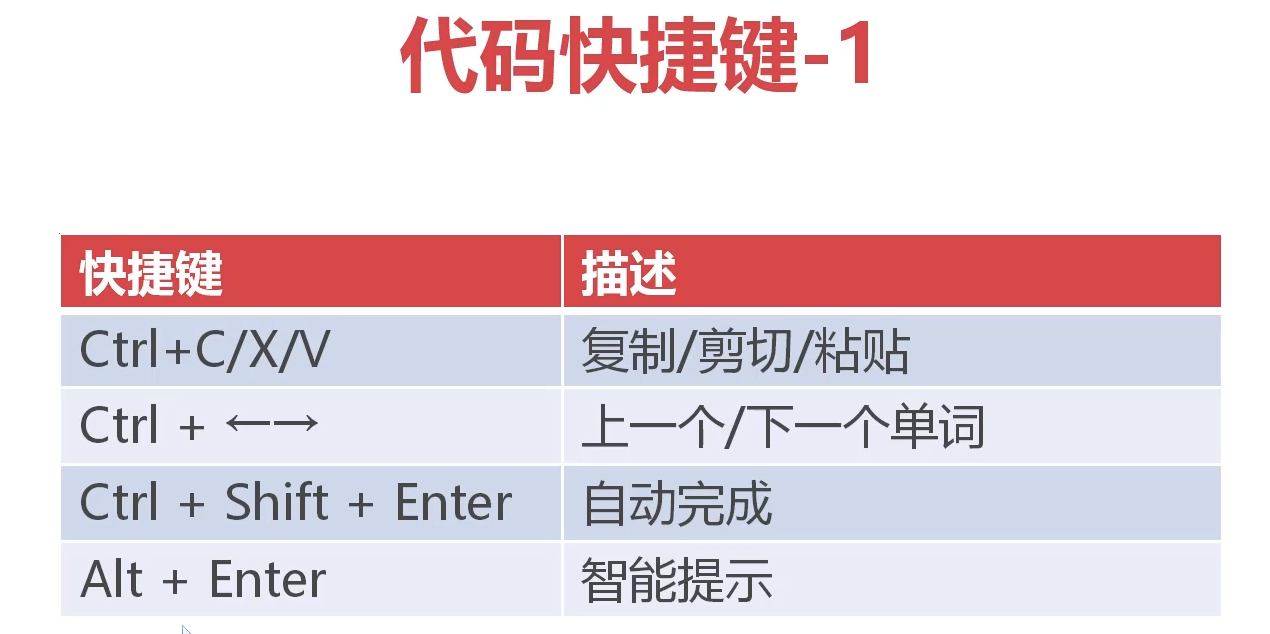 代码快捷键-1
快捷键 描述
Ctrl+C/X/V 复制/剪切/粘贴
Ctrl + ←→ 上一个/下一个单词
Ctrl + Shift + Enter 自动完成
Alt + Enter 智能提示